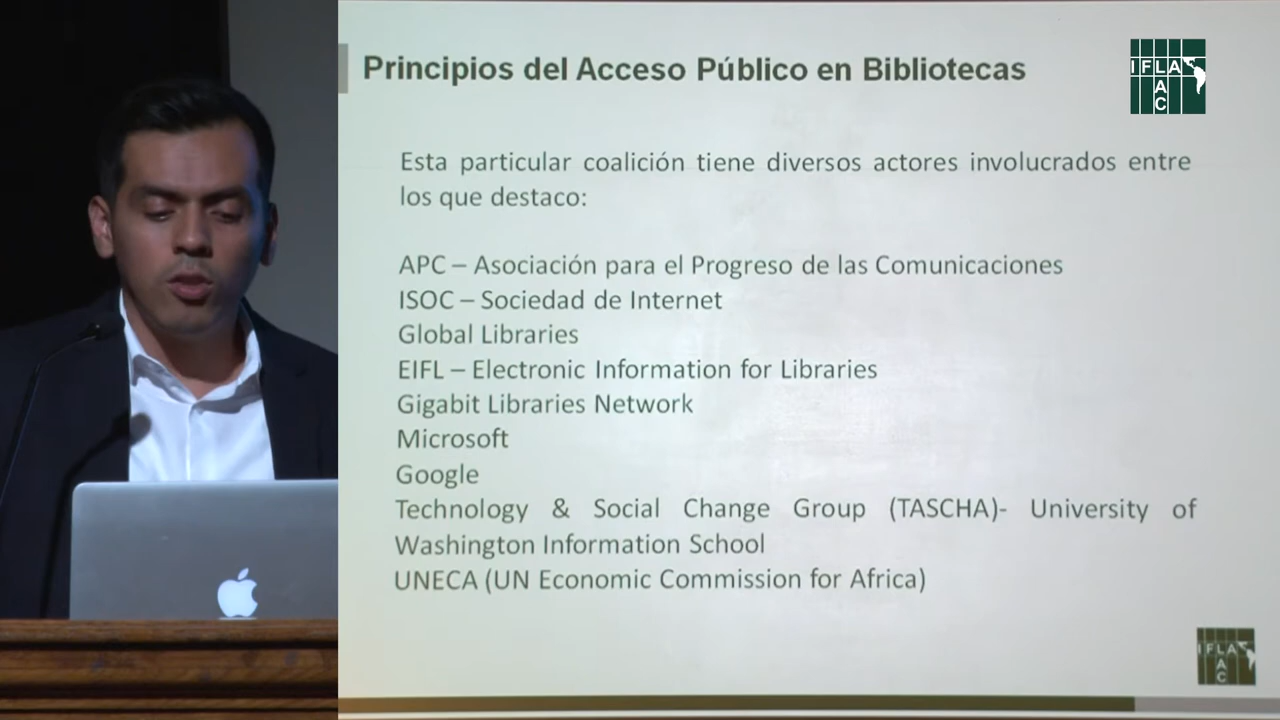 Principios del Acceso Público en Bibliotecas
IFLA
LAC
Esta particular coalición tiene diversos actores involucrados entre
los que destaco:
APC – Asociación para el Progreso de las Comunicaciones
ISOC – Sociedad de Internet
Global Libraries
EIFL – Electronic Information for Libraries
Gigabit Libraries Network
Microsoft
Google
Technology & Social Change Group (TASCHA)- University of
Washington Information School
UNECA (UN Economic Commission for Africa)
IFLA
LAC